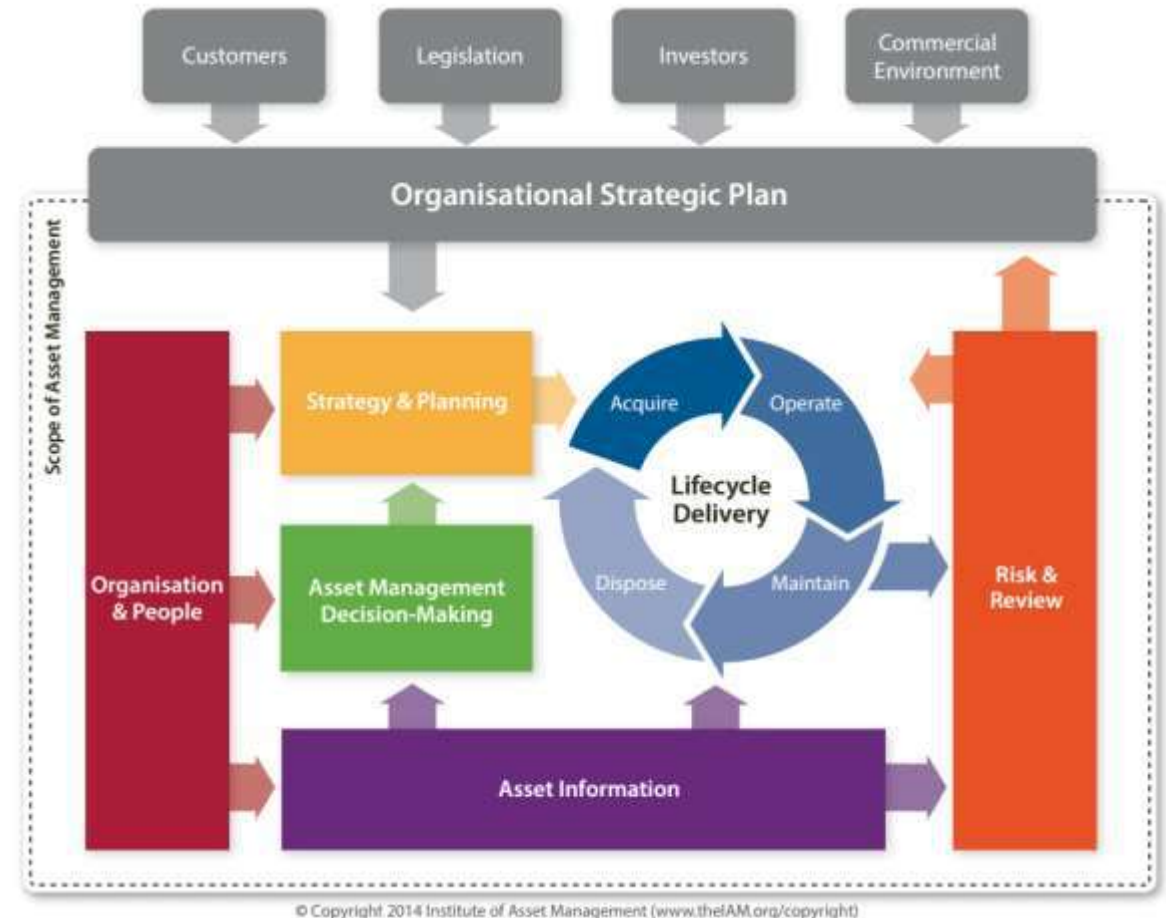 Customers
Legislation
Investors
Commercial
Environment
Organisational Strategic Plan
Scope of Asset Management
Strategy & Planning
Acquire
Operate
Lifecycle
Delivery
Organisation
& People
Asset Management
Decision-Making
Dispose
Maintain
Risk &
Review
Asset Information
© Copyright 2014 Institute of Asset Management (www.theIAM.org/copyright)